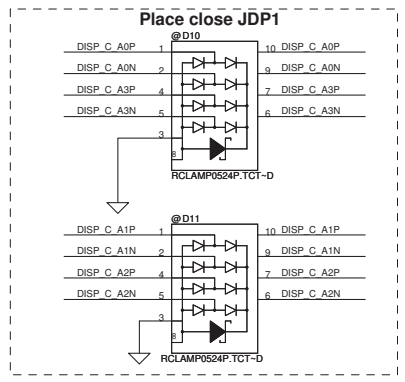 Place close JDP1
@D10
DISP_C_A0P 1 10 DISP_C_A0P
DISP_C_A0N 2 9 DISP_C_A0N
DISP_C_A3P 4 7 DISP_C_A3P
DISP_C_A3N 5 6 DISP_C_A3N
3
8
RCLAMP0524P.TCT~D
@D11
DISP_C_A1P 1 10 DISP_C_A1P
DISP_C_A1N 2 9 DISP_C_A1N
DISP_C_A2P 4 7 DISP_C_A2P
DISP_C_A2N 5 6 DISP_C_A2N
3
8
RCLAMP0524P.TCT~D